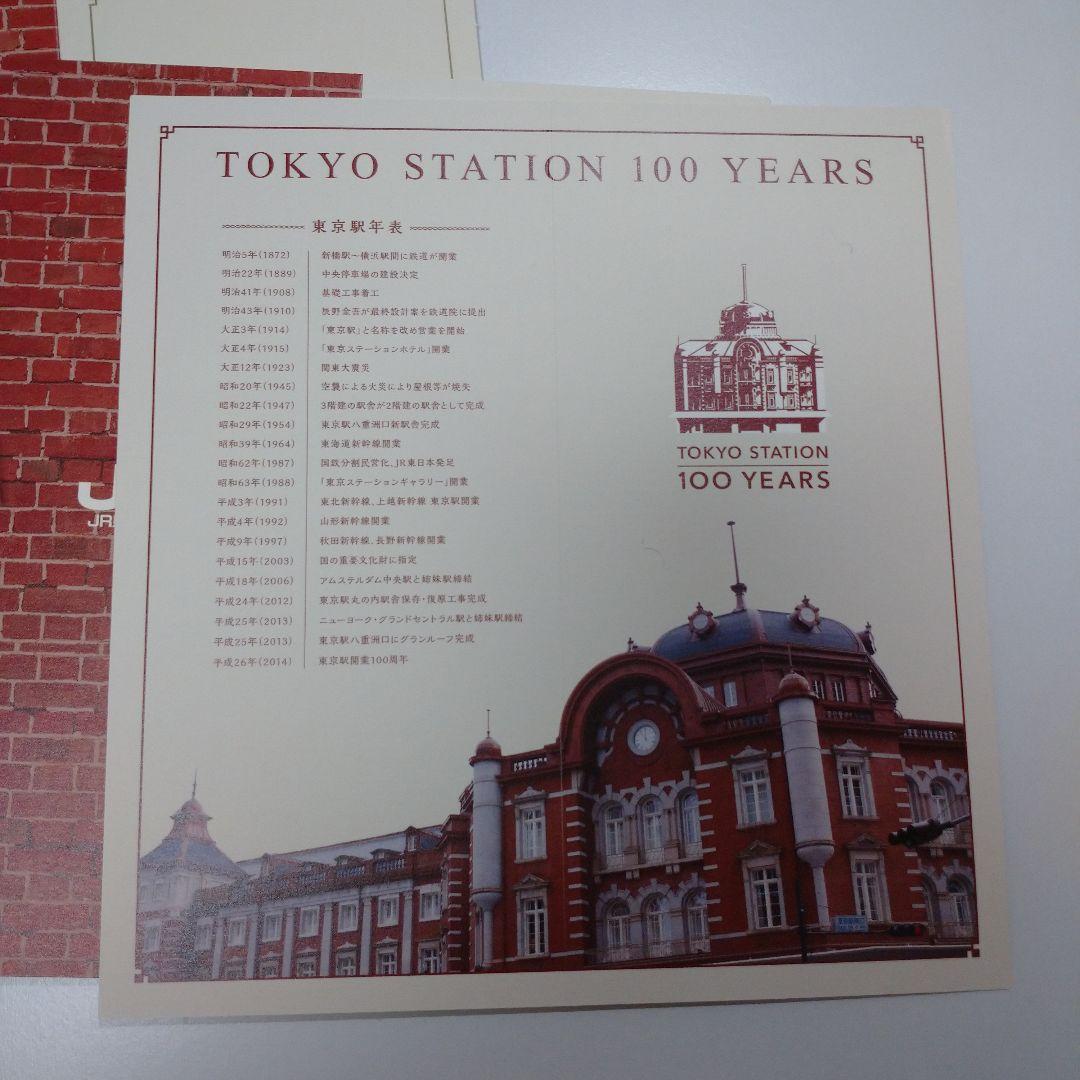 TOKYO STATION 100 YEARS
東京駅年表
明治5年(1872) 新橋駅~横浜駅間に鉄道が開業
明治22年(1889) 中央停車場の建設決定
明治41年(1908) 基礎工事着工
明治43年(1910) 辰野金吾が最終設計案を鉄道院に提出
大正3年(1914) 「東京駅」と名称を改め営業を開始
大正4年(1915) 「東京ステーションホテル」開業
大正12年(1923) 関東大震災
昭和20年(1945) 空襲による火災により屋根等が焼失
昭和22年(1947) 3階建の駅舎が2階建の駅舎として完成
昭和29年(1954) 東京駅八重洲口新駅舎完成
昭和39年(1964) 東海道新幹線開業
昭和62年(1987) 国鉄分割民営化、JR東日本発足
昭和63年(1988) 「東京ステーションギャラリー」開業
平成3年(1991) 東北新幹線、上越新幹線 東京駅開業
平成4年(1992) 山形新幹線開業
平成9年(1997) 秋田新幹線、長野新幹線開業
平成15年(2003) 国の重要文化財に指定
平成18年(2006) アムステルダム中央駅と姉妹駅締結
平成24年(2012) 東京駅丸の内駅舎保存・復原工事完成
平成25年(2013) ニューヨーク・グランドセントラル駅と姉妹駅締結
平成25年(2013) 東京駅八重洲口にグランルーフ完成
平成26年(2014) 東京駅開業100周年
TOKYO STATION
100 YEARS
JR